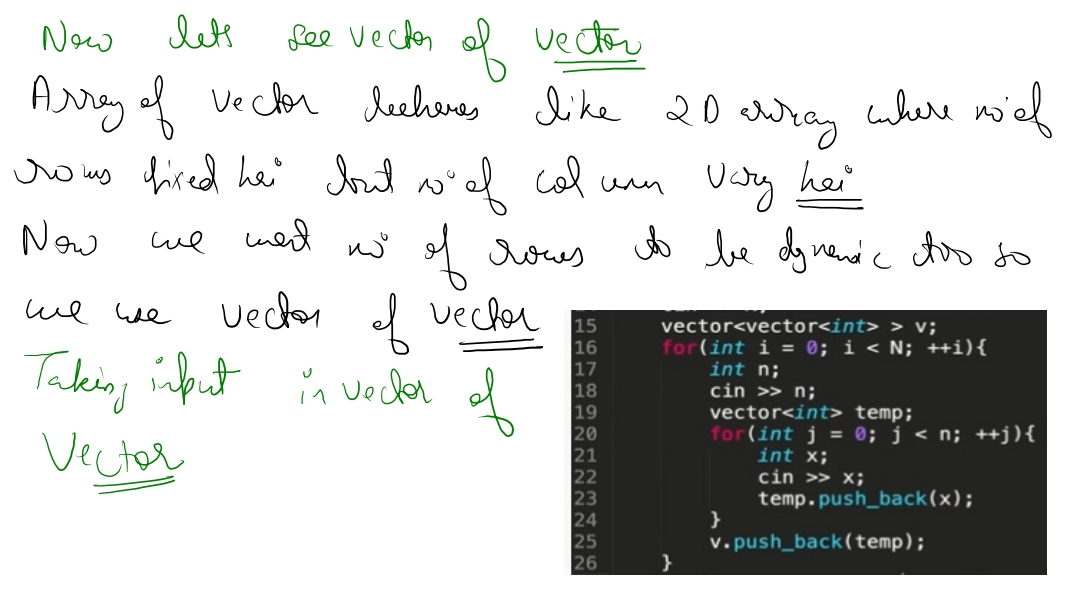 Now lets see vector of vector
Array of vector behaves like 2D array where no of
rows fixed hai but no of column vary hai
Now we want no of rows to be dynamic too so
we use vector of vector
Taking input in vector of
Vector
15 vector<vector<int> > v;
16 for(int i = 0; i < N; ++i){
17 int n;
18 cin >> n;
19 vector<int> temp;
20 for(int j = 0; j < n; ++j){
21 int x;
22 cin >> x;
23 temp.push_back(x);
24 }
25 v.push_back(temp);
26 }